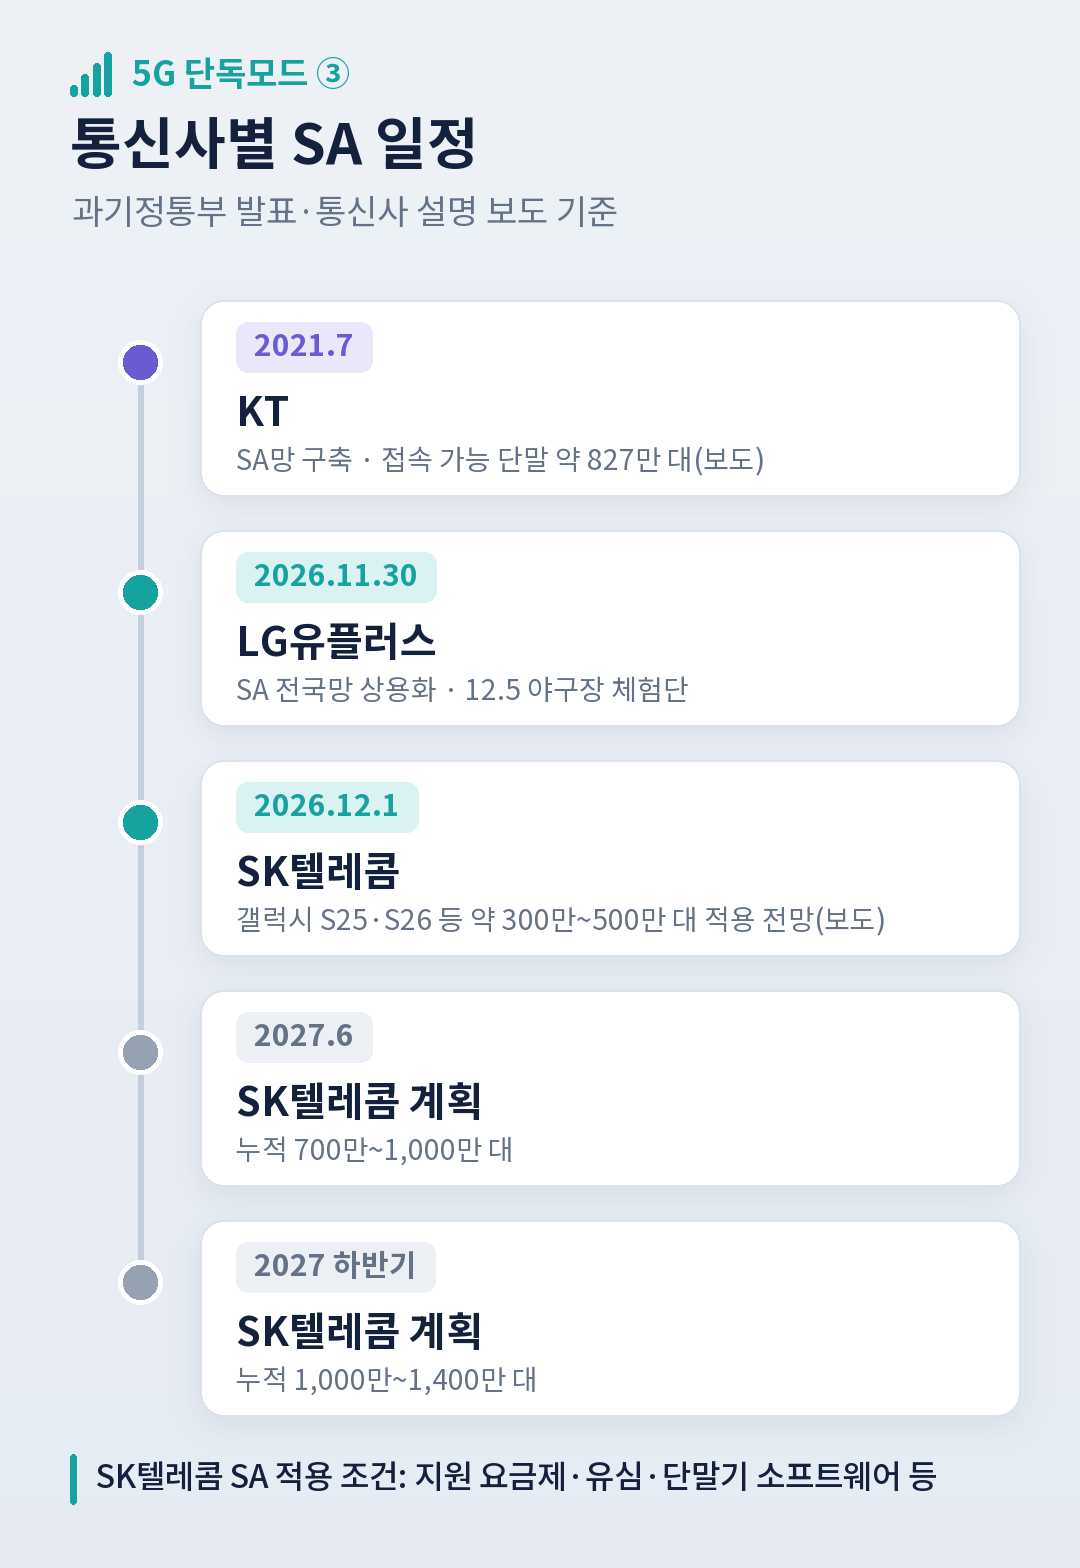 5G 단독모드 ③
통신사별 SA 일정
과기정통부 발표·통신사 설명 보도 기준
2021.7
KT
SA망 구축 · 접속 가능 단말 약 827만 대(보도)
2026.11.30
LG유플러스
SA 전국망 상용화 · 12.5 야구장 체험단
2026.12.1
SK텔레콤
갤럭시 S25·S26 등 약 300만~500만 대 적용 전망(보도)
2027.6
SK텔레콤 계획
누적 700만~1,000만 대
2027 하반기
SK텔레콤 계획
누적 1,000만~1,400만 대
SK텔레콤 SA 적용 조건: 지원 요금제·유심·단말기 소프트웨어 등